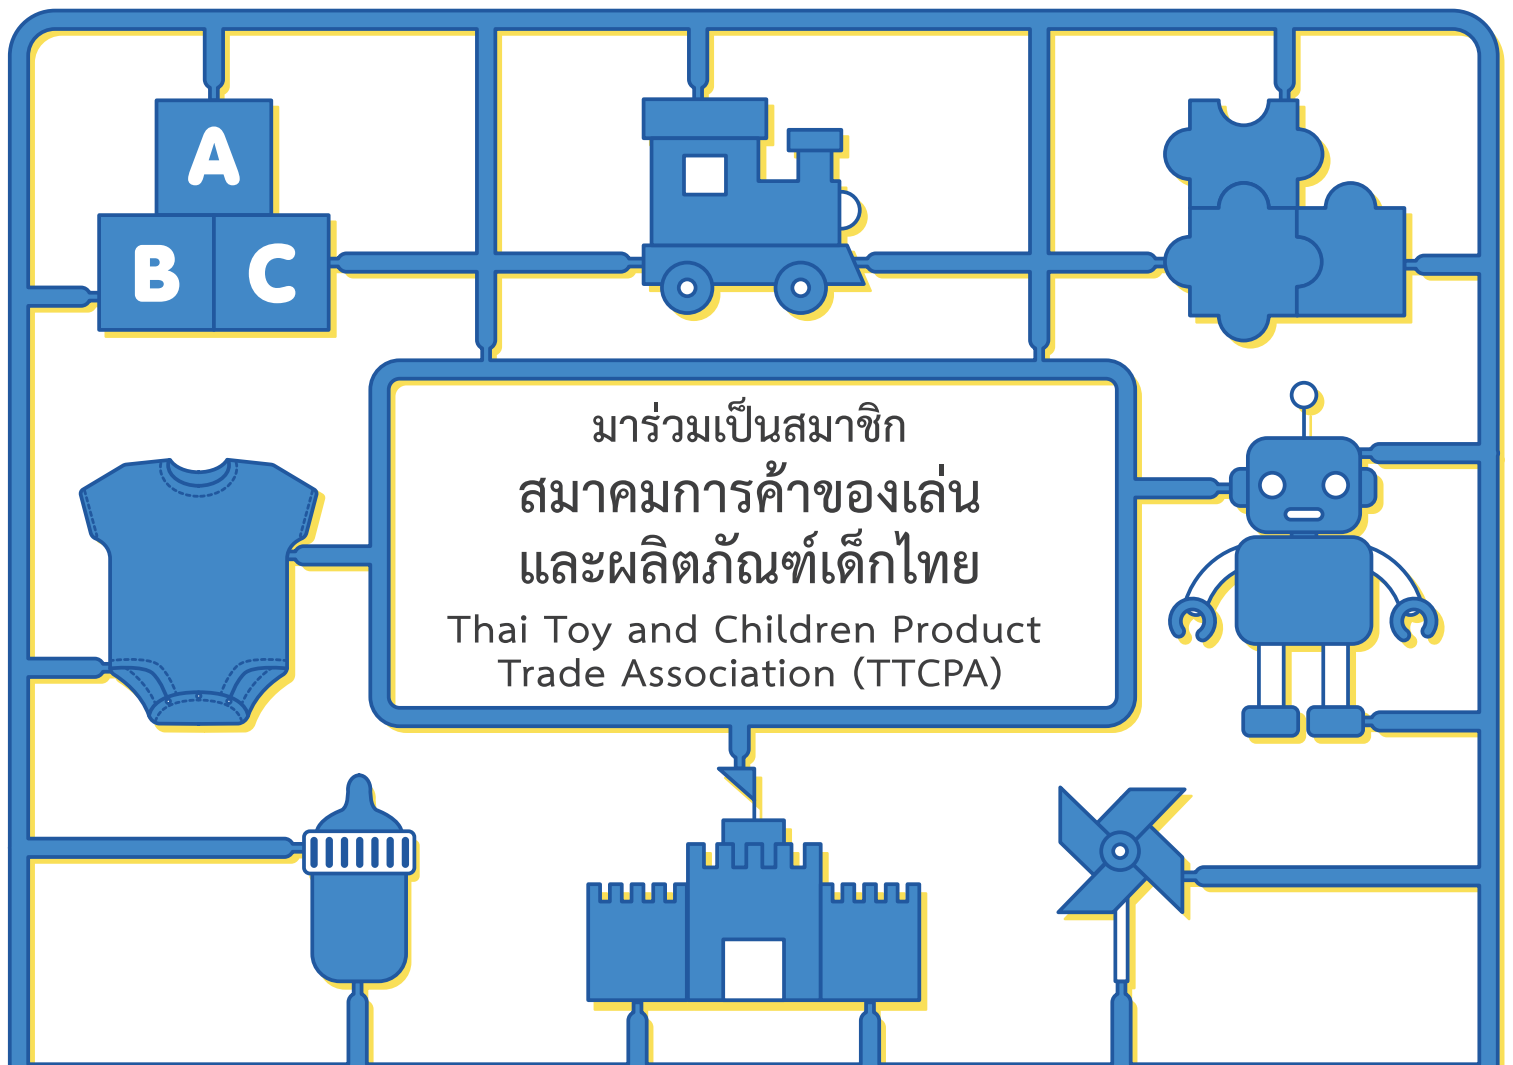 A
B C
มาร่วมเป็นสมาชิก
สมาคมการค้าของเล่น
และผลิตภัณฑ์เด็กไทย
Thai Toy and Children Product
Trade Association (TTCPA)